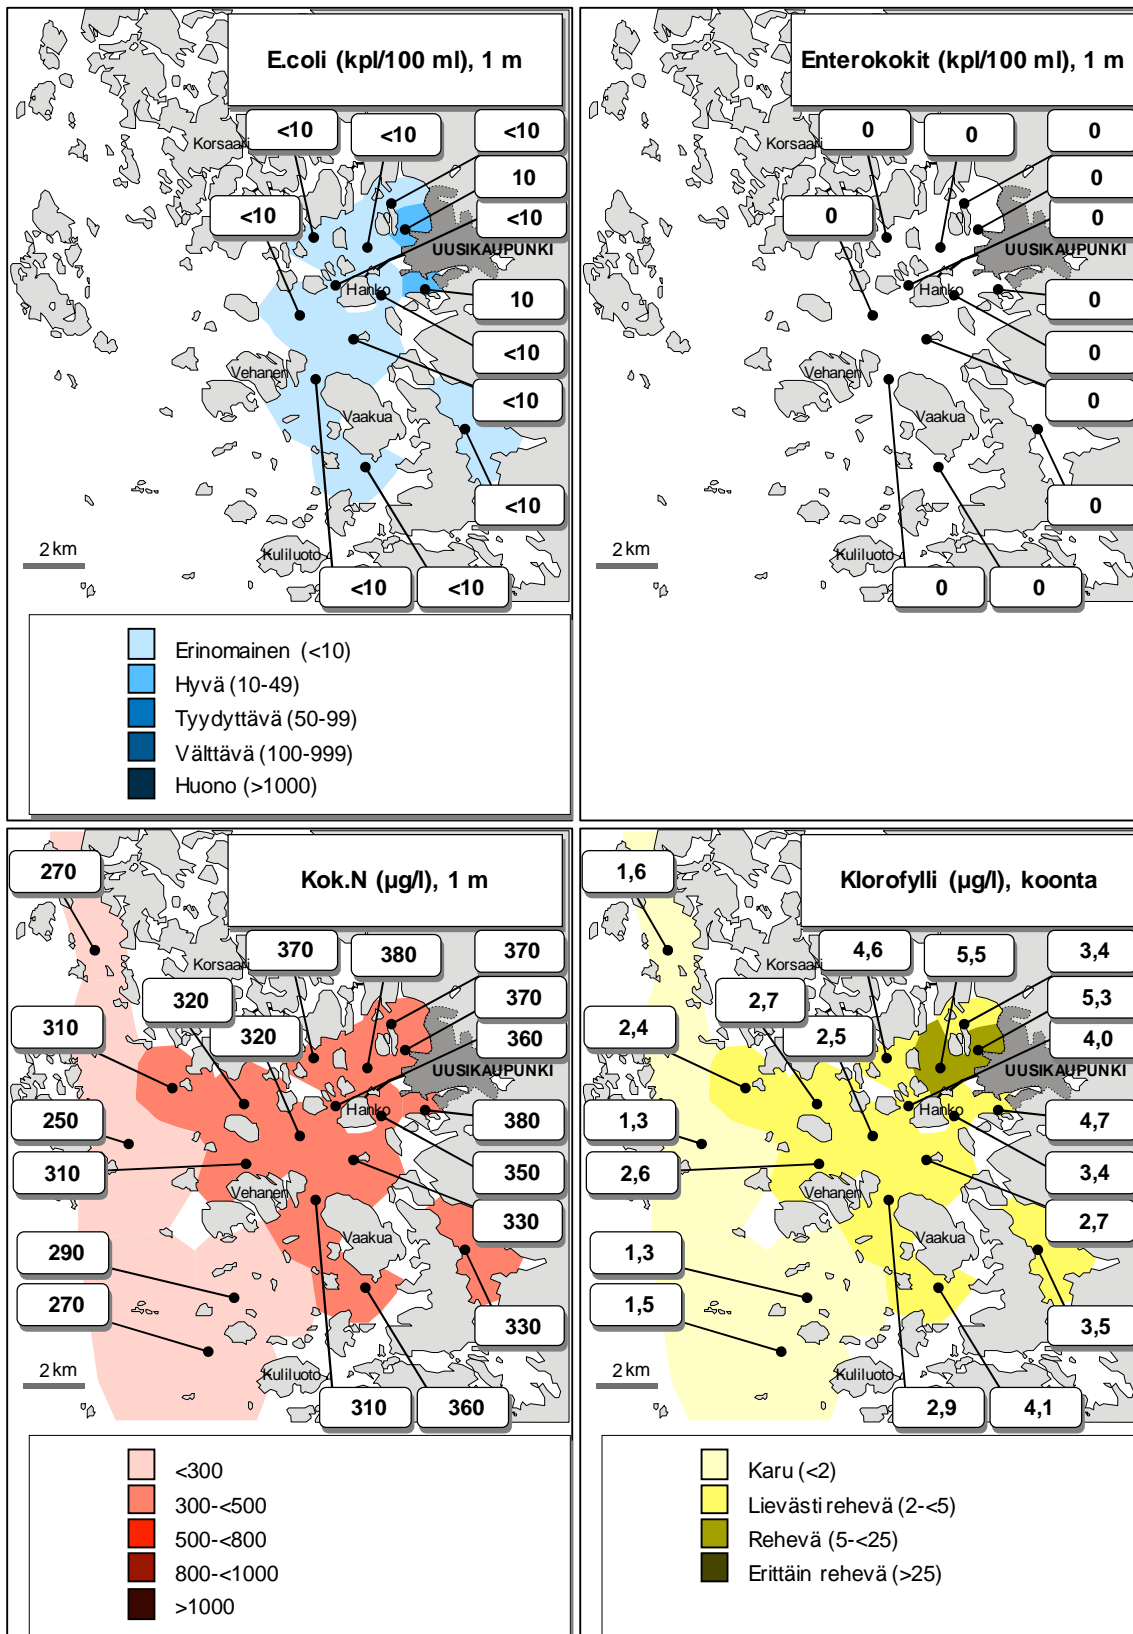 E.coli (kpl/100 ml), 1 m
<10
<10
<10
Korsaari
10
<10
<10
UUSIKAUPUNKI
Hanko
10
<10
Vehanen
<10
Vaakua
<10
2 km
Kuliluoto
<10
<10
Erinomainen (<10)
Hyvä (10-49)
Tyydyttävä (50-99)
Välttävä (100-999)
Huono (>1000)
Enterokokit (kpl/100 ml), 1 m
0
0
0
Korsaari
0
0
0
UUSIKAUPUNKI
Hanko
0
0
Vehanen
0
Vaakua
0
2 km
Kuliluoto
0
0
Kok.N (µg/l), 1 m
270
370
380
370
Korsaari
320
370
310
320
360
UUSIKAUPUNKI
Hanko
250
380
310
350
Vehanen
330
Vaakua
290
270
330
2 km
Kuliluoto
310
360
<300
300-<500
500-<800
800-<1000
>1000
Klorofylli (µg/l), koonta
1,6
4,6
5,5
3,4
Korsaari
2,7
5,3
2,4
2,5
4,0
UUSIKAUPUNKI
Hanko
1,3
4,7
2,6
3,4
Vehanen
2,7
Vaakua
1,3
1,5
3,5
2 km
Kuliluoto
2,9
4,1
Karu (<2)
Lievästi rehevä (2-<5)
Rehevä (5-<25)
Erittäin rehevä (>25)